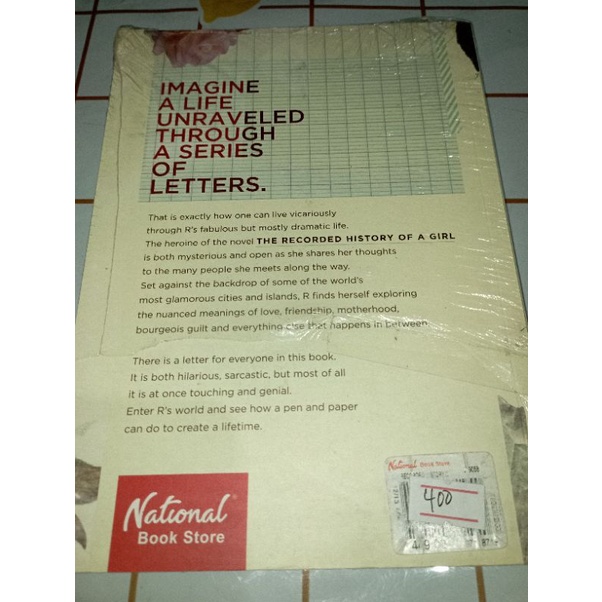 IMAGINE
A LIFE
UNRAVELED
THROUGH
A SERIES
OF
LETTERS.
That is exactly how one can live vicariously
through R's fabulous but mostly dramatic life.
The heroine of the novel THE RECORDED HISTORY OF A GIRL
is both mysterious and open as she shares her thoughts
to the many people she meets along the way.
Set against the backdrop of some of the world's
most glamorous cities and islands, R finds herself exploring
the nuanced meanings of love, friendship, motherhood,
bourgeois guilt and everything else that happens in between.
There is a letter for everyone in this book.
It is both hilarious, sarcastic, but most of all
it is at once touching and genial.
Enter R's world and see how a pen and paper
can do to create a lifetime.
National
Book Store
National Book Store
400